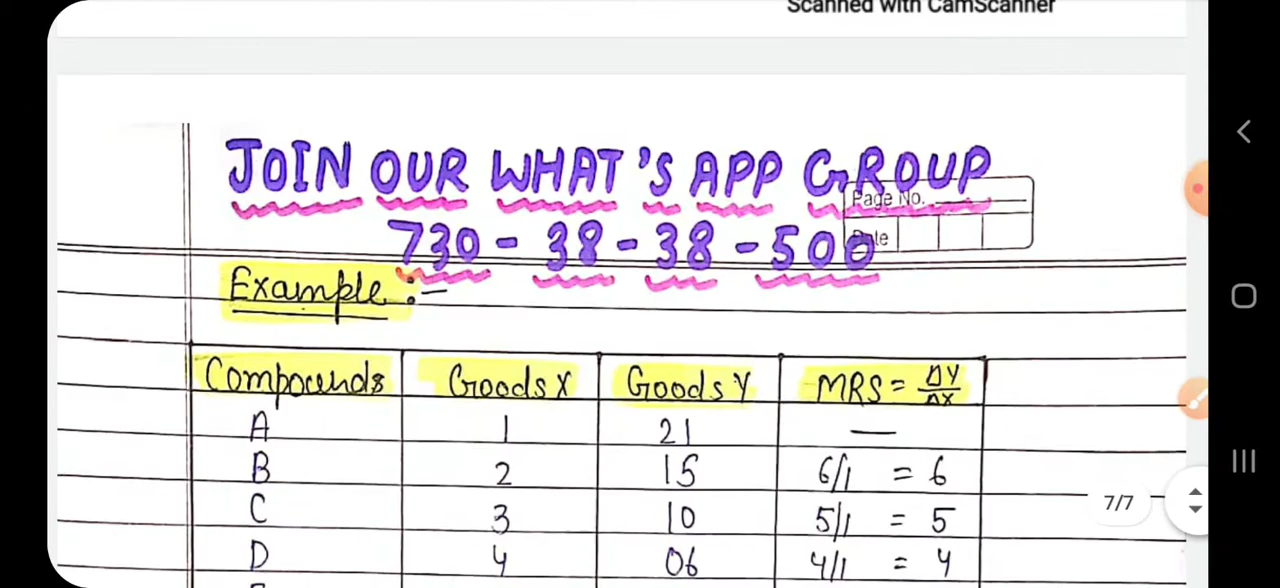 Scanned with CamScanner
JOIN OUR WHAT'S APP GROUP
Page No.
730 - 38 - 38 - 500
Date
Example :-
Compounds Goods X Goods Y MRS = ΔY/ΔX
A 1 21 —
B 2 15 6/1 = 6
C 3 10 5/1 = 5
D 4 06 4/1 = 4
7/7